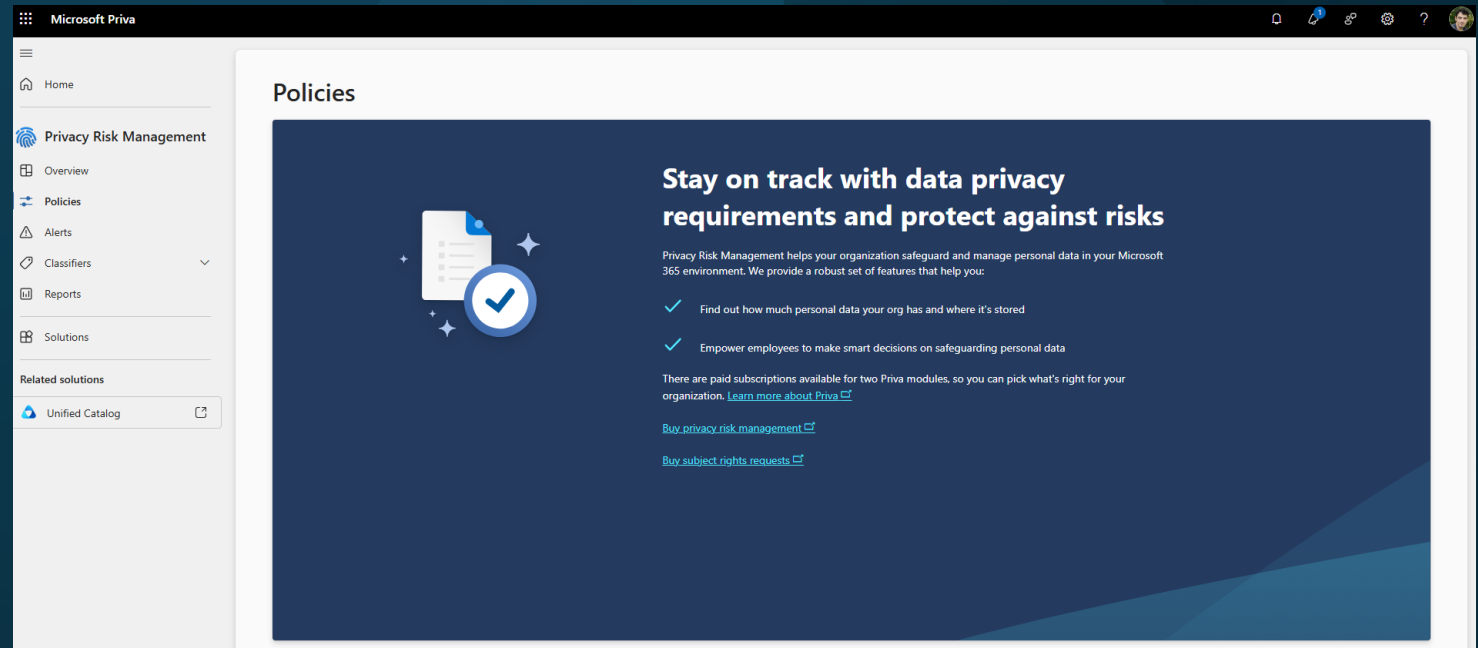 Microsoft Priva
1
?
Home
Privacy Risk Management
Overview
Policies
Alerts
Classifiers
Reports
Solutions
Related solutions
Unified Catalog
Policies
Stay on track with data privacy
requirements and protect against risks
Privacy Risk Management helps your organization safeguard and manage personal data in your Microsoft
365 environment. We provide a robust set of features that help you:
Find out how much personal data your org has and where it's stored
Empower employees to make smart decisions on safeguarding personal data
There are paid subscriptions available for two Priva modules, so you can pick what's right for your
organization. Learn more about Priva
Buy privacy risk management
Buy subject rights requests